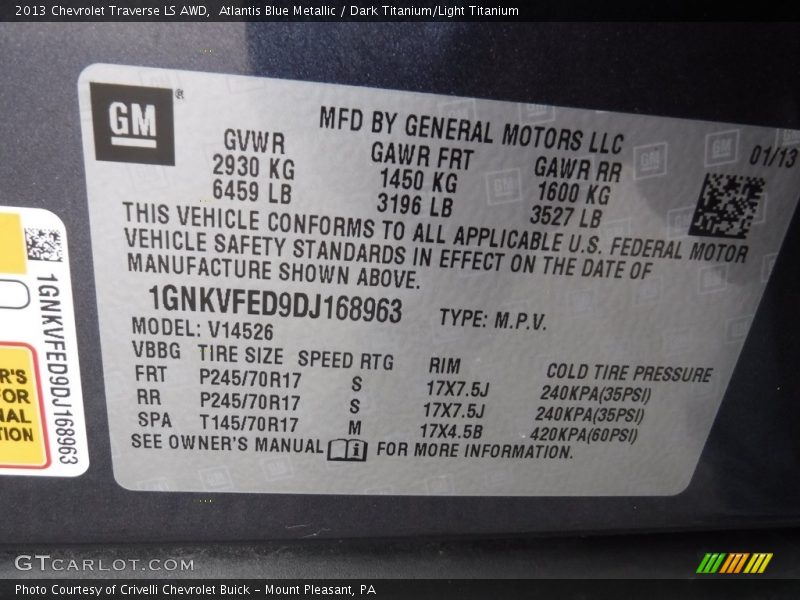 2013 Chevrolet Traverse LS AWD, Atlantis Blue Metallic / Dark Titanium/Light Titanium
GM®
MFD BY GENERAL MOTORS LLC
GVWR GAWR FRT GAWR RR 01/13
2930 KG 1450 KG 1600 KG
6459 LB 3196 LB 3527 LB
THIS VEHICLE CONFORMS TO ALL APPLICABLE U.S. FEDERAL MOTOR
VEHICLE SAFETY STANDARDS IN EFFECT ON THE DATE OF
MANUFACTURE SHOWN ABOVE.
1GNKVFED9DJ168963 TYPE: M.P.V.
MODEL: V14526
VBBG TIRE SIZE SPEED RTG RIM COLD TIRE PRESSURE
FRT P245/70R17 S 17X7.5J 240KPA(35PSI)
RR P245/70R17 S 17X7.5J 240KPA(35PSI)
SPA T145/70R17 M 17X4.5B 420KPA(60PSI)
SEE OWNER'S MANUAL i FOR MORE INFORMATION.
1GNKVFED9DJ168963
R'S
FOR
NAL
TION
GTCARLOT.COM
Photo Courtesy of Crivelli Chevrolet Buick – Mount Pleasant, PA